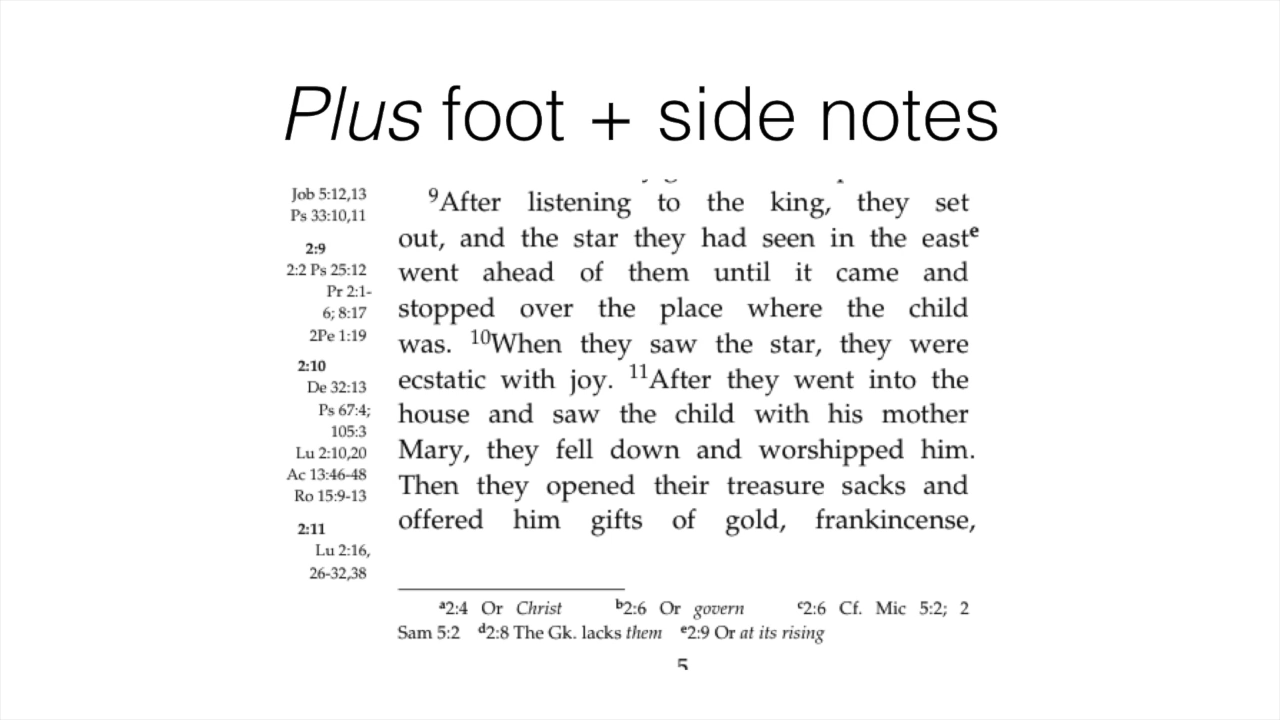 Plus foot + side notes
Job 5:12,13
Ps 33:10,11
2:9
2:2 Ps 25:12
Pr 2:1-
6; 8:17
2Pe 1:19
2:10
De 32:13
Ps 67:4;
105:3
Lu 2:10,20
Ac 13:46-48
Ro 15:9-13
2:11
Lu 2:16,
26-32,38
⁹After listening to the king, they set
out, and the star they had seen in the eastᵉ
went ahead of them until it came and
stopped over the place where the child
was. ¹⁰When they saw the star, they were
ecstatic with joy. ¹¹After they went into the
house and saw the child with his mother
Mary, they fell down and worshipped him.
Then they opened their treasure sacks and
offered him gifts of gold, frankincense,
ᵃ2:4 Or Christ ᵇ2:6 Or govern ᶜ2:6 Cf. Mic 5:2; 2
Sam 5:2 ᵈ2:8 The Gk. lacks them ᵉ2:9 Or at its rising
5